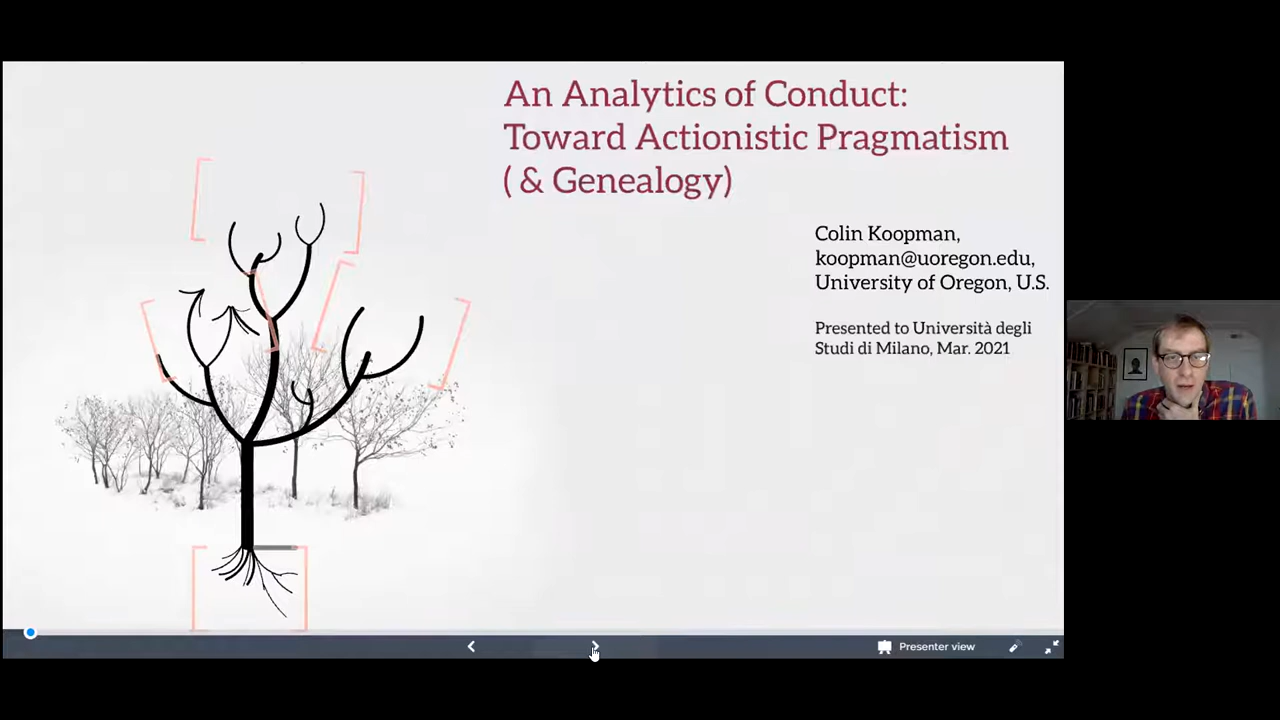 An Analytics of Conduct:
Toward Actionistic Pragmatism
( & Genealogy)
Colin Koopman,
koopman@uoregon.edu,
University of Oregon, U.S.
Presented to Università degli
Studi di Milano, Mar. 2021
Presenter view